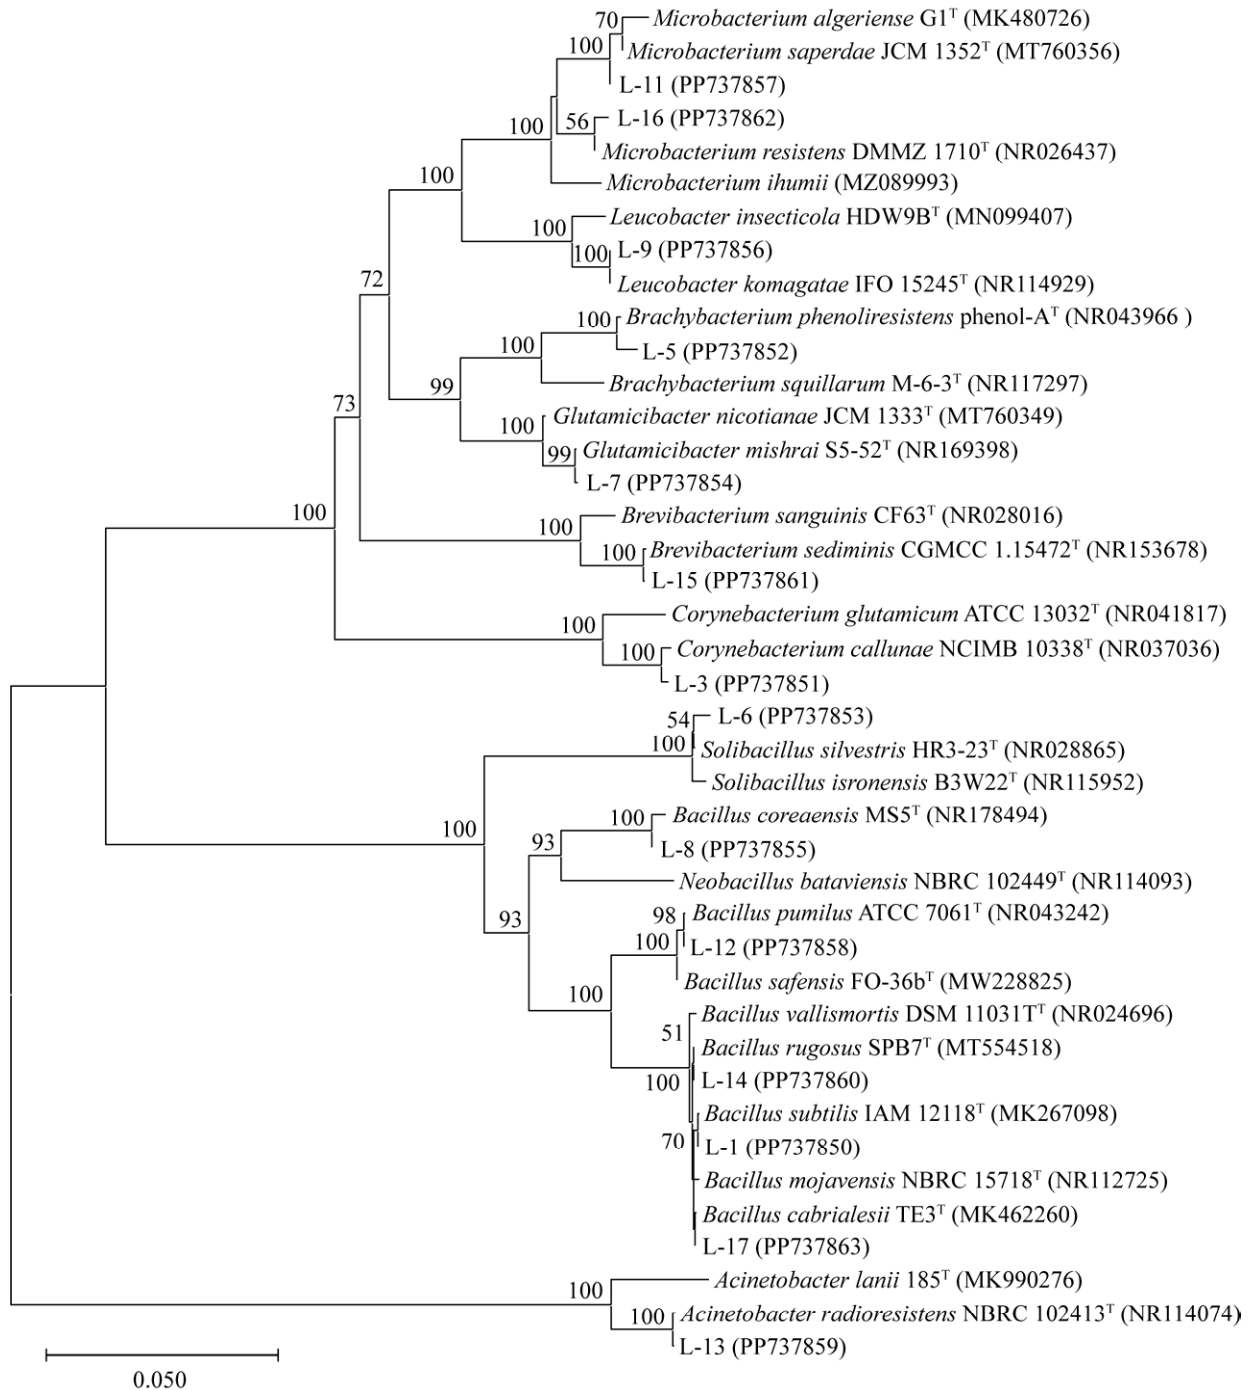 70
Microbacterium algeriense G1ᵀ (MK480726)
100
Microbacterium saperdae JCM 1352ᵀ (MT760356)
L-11 (PP737857)
100
56
L-16 (PP737862)
Microbacterium resistens DMMZ 1710ᵀ (NR026437)
100
Microbacterium ihumii (MZ089993)
Leucobacter insecticola HDW9Bᵀ (MN099407)
100
100
L-9 (PP737856)
72
Leucobacter komagatae IFO 15245ᵀ (NR114929)
100
Brachybacterium phenoliresistens phenol-Aᵀ (NR043966 )
100
L-5 (PP737852)
99
Brachybacterium squillarum M-6-3ᵀ (NR117297)
73
Glutamicibacter nicotianae JCM 1333ᵀ (MT760349)
100
99
Glutamicibacter mishrai S5-52ᵀ (NR169398)
L-7 (PP737854)
100
Brevibacterium sanguinis CF63ᵀ (NR028016)
100
100
Brevibacterium sediminis CGMCC 1.15472ᵀ (NR153678)
L-15 (PP737861)
Corynebacterium glutamicum ATCC 13032ᵀ (NR041817)
100
100
Corynebacterium callunae NCIMB 10338ᵀ (NR037036)
L-3 (PP737851)
54
L-6 (PP737853)
100
Solibacillus silvestris HR3-23ᵀ (NR028865)
Solibacillus isronensis B3W22ᵀ (NR115952)
100
100
Bacillus coreaensis MS5ᵀ (NR178494)
93
L-8 (PP737855)
Neobacillus bataviensis NBRC 102449ᵀ (NR114093)
93
98
Bacillus pumilus ATCC 7061ᵀ (NR043242)
100
L-12 (PP737858)
Bacillus safensis FO-36bᵀ (MW228825)
100
Bacillus vallismortis DSM 11031Tᵀ (NR024696)
51
Bacillus rugosus SPB7ᵀ (MT554518)
100
L-14 (PP737860)
Bacillus subtilis IAM 12118ᵀ (MK267098)
70
L-1 (PP737850)
Bacillus mojavensis NBRC 15718ᵀ (NR112725)
Bacillus cabrialesii TE3ᵀ (MK462260)
L-17 (PP737863)
100
Acinetobacter lanii 185ᵀ (MK990276)
100
Acinetobacter radioresistens NBRC 102413ᵀ (NR114074)
L-13 (PP737859)
0.050